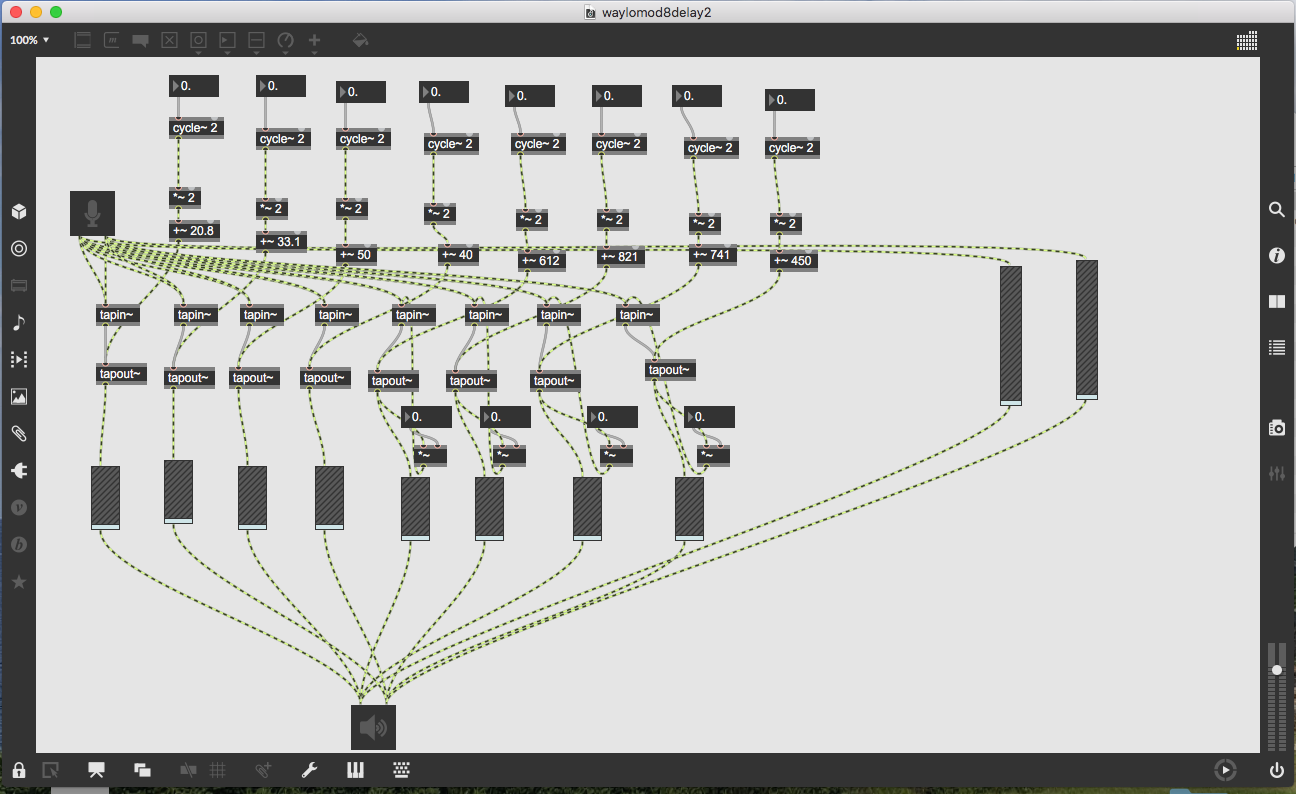 waylomod8delay2
100%
0. 0. 0. 0. 0. 0. 0. 0.
cycle~ 2 cycle~ 2 cycle~ 2 cycle~ 2 cycle~ 2 cycle~ 2 cycle~ 2 cycle~ 2
*~ 2 *~ 2 *~ 2 *~ 2 *~ 2 *~ 2 *~ 2 *~ 2
+~ 20.8 +~ 33.1 +~ 50 +~ 40 +~ 612 +~ 821 +~ 741 +~ 450
tapin~ tapin~ tapin~ tapin~ tapin~ tapin~ tapin~ tapin~
tapout~ tapout~ tapout~ tapout~ tapout~ tapout~ tapout~ tapout~
0. 0. 0. 0.
*~ *~ *~ *~